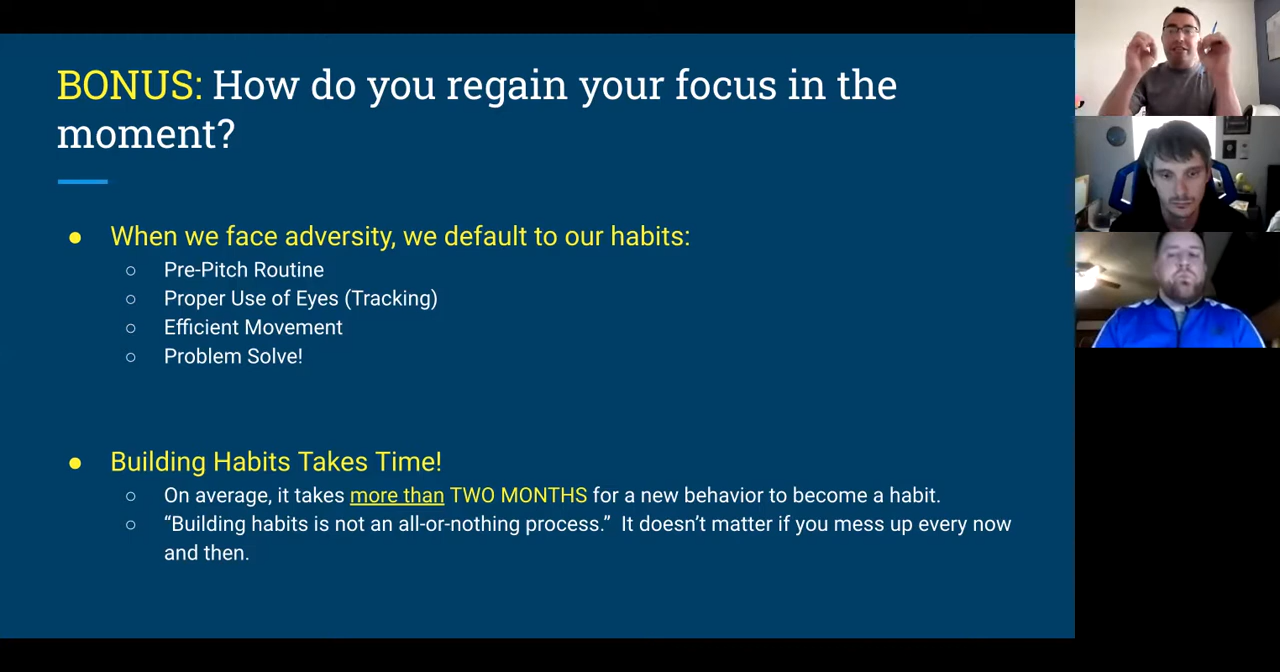 BONUS: How do you regain your focus in the
moment?
● When we face adversity, we default to our habits:
○ Pre-Pitch Routine
○ Proper Use of Eyes (Tracking)
○ Efficient Movement
○ Problem Solve!
● Building Habits Takes Time!
○ On average, it takes more than TWO MONTHS for a new behavior to become a habit.
○ “Building habits is not an all-or-nothing process.”  It doesn’t matter if you mess up every now
and then.